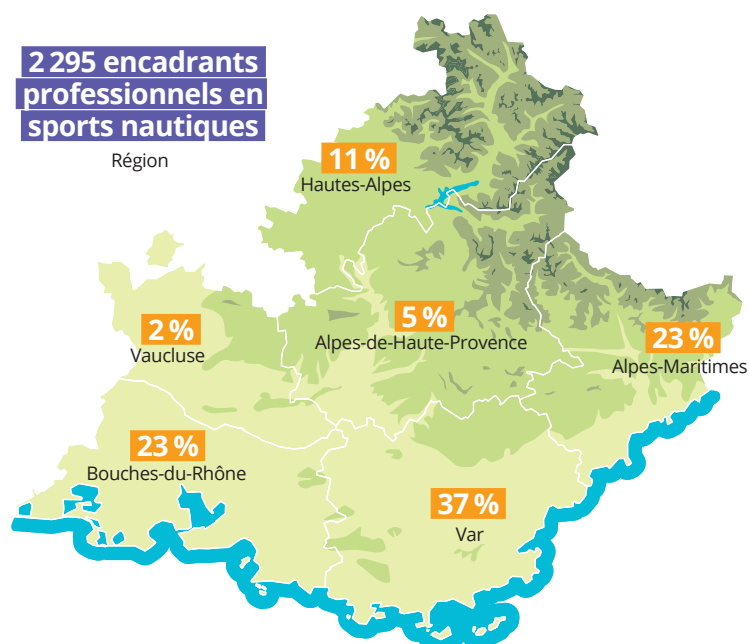 2 295 encadrants
professionnels en
sports nautiques
Région
11 %
Hautes-Alpes
2 %
Vaucluse
5 %
Alpes-de-Haute-Provence
23 %
Alpes-Maritimes
23 %
Bouches-du-Rhône
37 %
Var